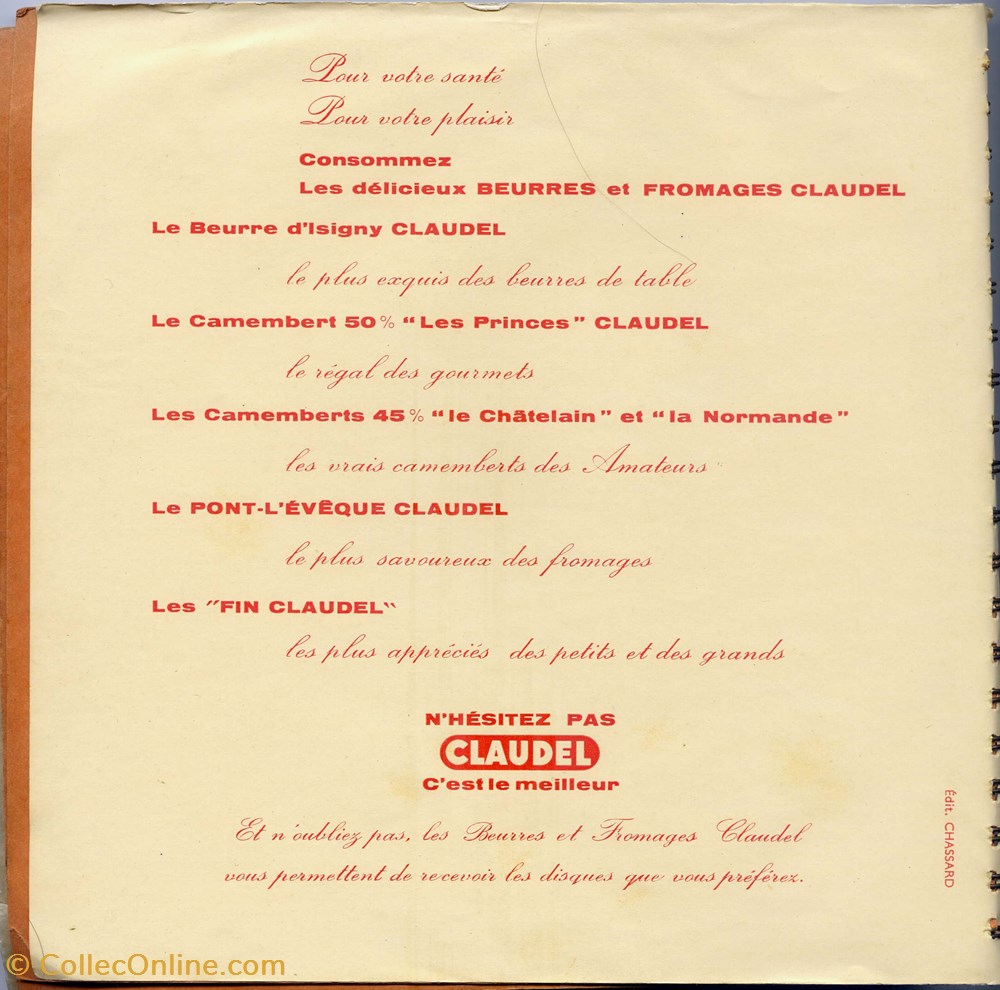 Pour votre santé
Pour votre plaisir
Consommez
Les délicieux BEURRES et FROMAGES CLAUDEL
Le Beurre d'Isigny CLAUDEL
le plus exquis des beurres de table
Le Camembert 50% "Les Princes" CLAUDEL
le régal des gourmets
Les Camemberts 45% "le Châtelain" et "la Normande"
les vrais camemberts des Amateurs
Le PONT-L'ÉVÊQUE CLAUDEL
le plus savoureux des fromages
Les "FIN CLAUDEL"
les plus appréciés des petits et des grands
N'HÉSITEZ PAS
CLAUDEL
C'est le meilleur
Et n'oubliez pas, les Beurres et Fromages Claudel
vous permettent de recevoir les disques que vous préférez.
Édit. CHASSARD
© CollecOnline.com